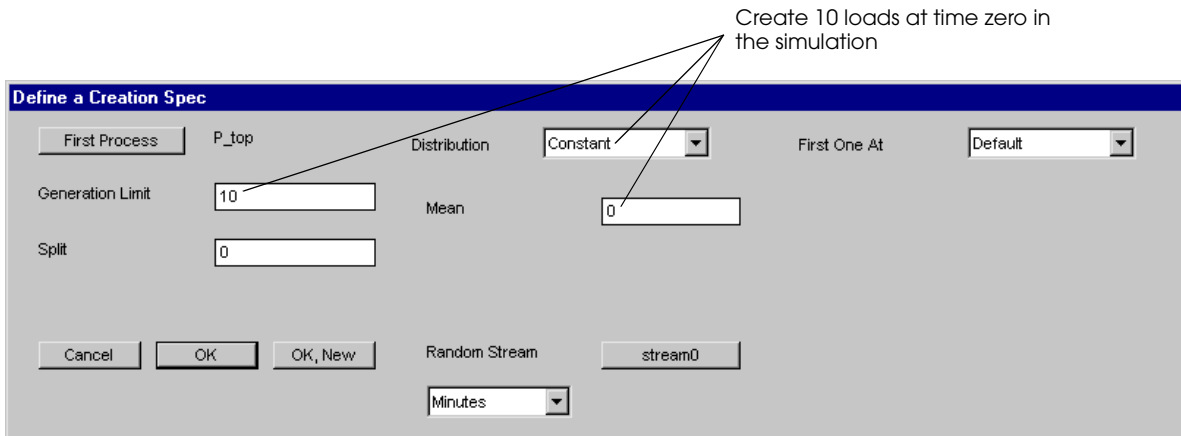 Create 10 loads at time zero in
the simulation
Define a Creation Spec
First Process P_top Distribution Constant First One At Default
Generation Limit 10 Mean 0
Split 0
Cancel OK OK, New Random Stream stream0
Minutes